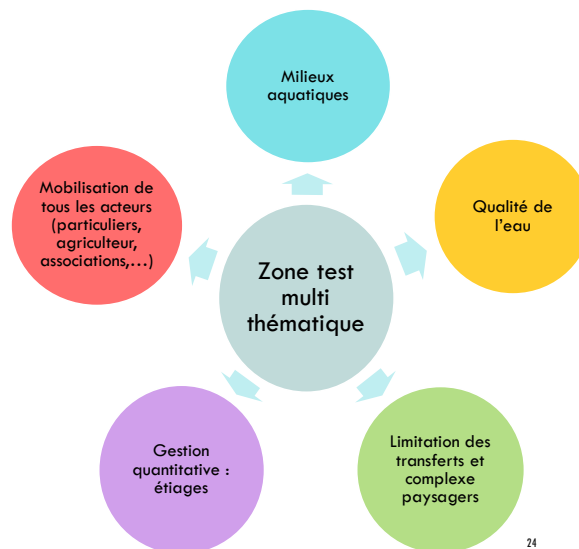 Milieux
aquatiques
Mobilisation de
tous les acteurs
(particuliers,
agriculteur,
associations,...)
Qualité de
l'eau
Zone test
multi
thématique
Gestion
quantitative :
étiages
Limitation des
transferts et
complexe
paysagers
24